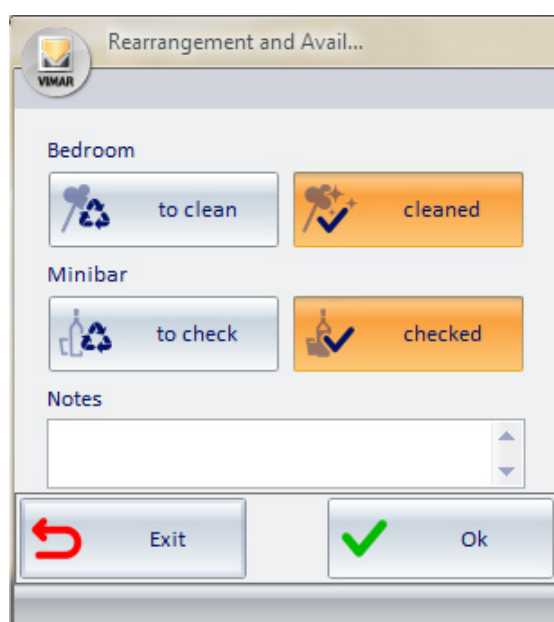 Rearrangement and Avail...
VIMAR
Bedroom
to clean
cleaned
Minibar
to check
checked
Notes
Exit
Ok